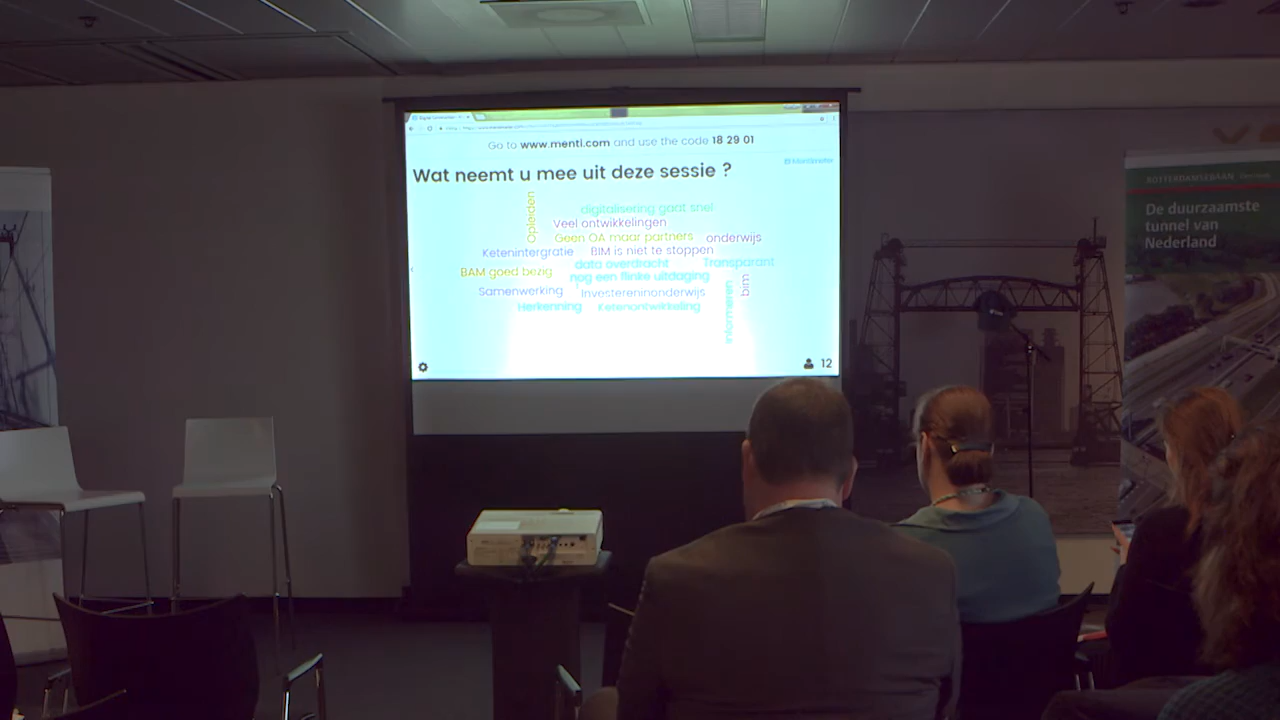 Go to www.menti.com and use the code 18 29 01
Mentimeter
Wat neemt u mee uit deze sessie ?
Opleiden
digitalisering gaat snel
Veel ontwikkelingen
Geen OA maar partners
onderwijs
Ketenintergratie
BIM is niet te stoppen
data overdracht
Transparant
BAM goed bezig
nog een flinke uitdaging
bim
Samenwerking
Investereninonderwijs
Informeren
Herkenning
Ketenontwikkeling
12
ROTTERDAMSEBAAN
De duurzaamste
tunnel van
Nederland